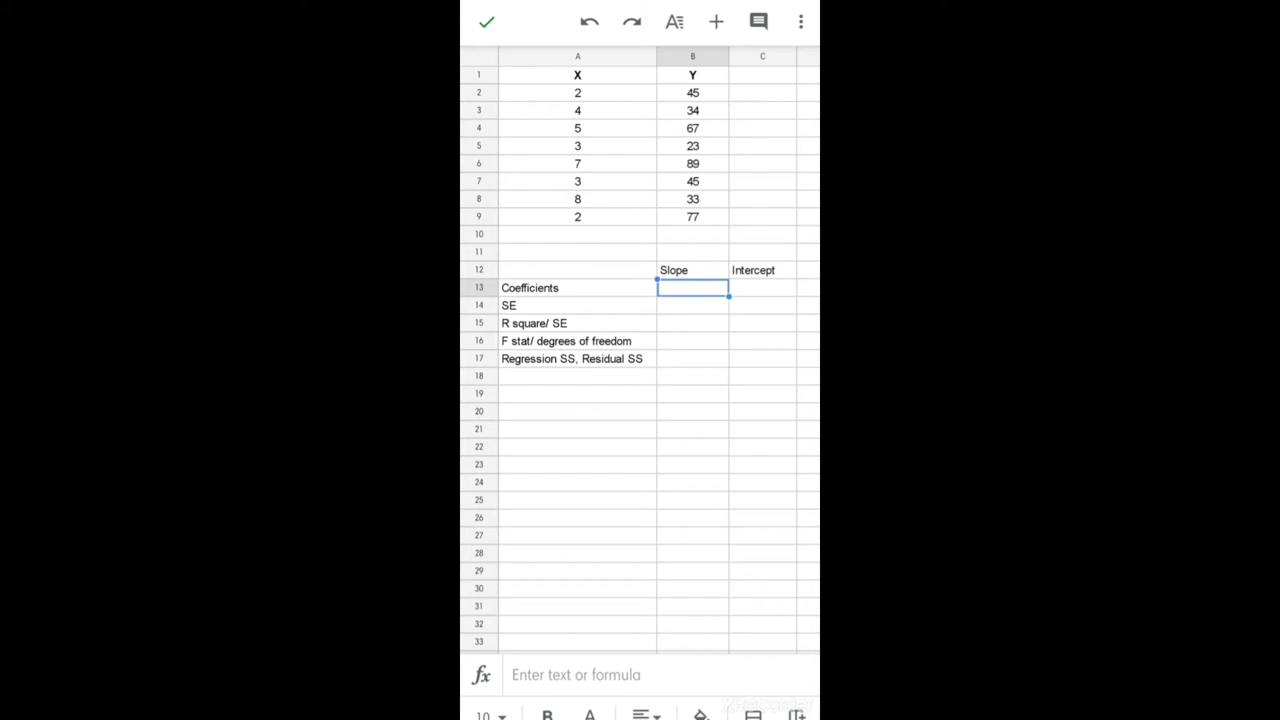 A B C
1 X Y
2 2 45
3 4 34
4 5 67
5 3 23
6 7 89
7 3 45
8 8 33
9 2 77
10
11
12 Slope Intercept
13 Coefficients
14 SE
15 R square/ SE
16 F stat/ degrees of freedom
17 Regression SS, Residual SS
18
19
20
21
22
23
24
25
26
27
28
29
30
31
32
33
fx Enter text or formula
10 B A